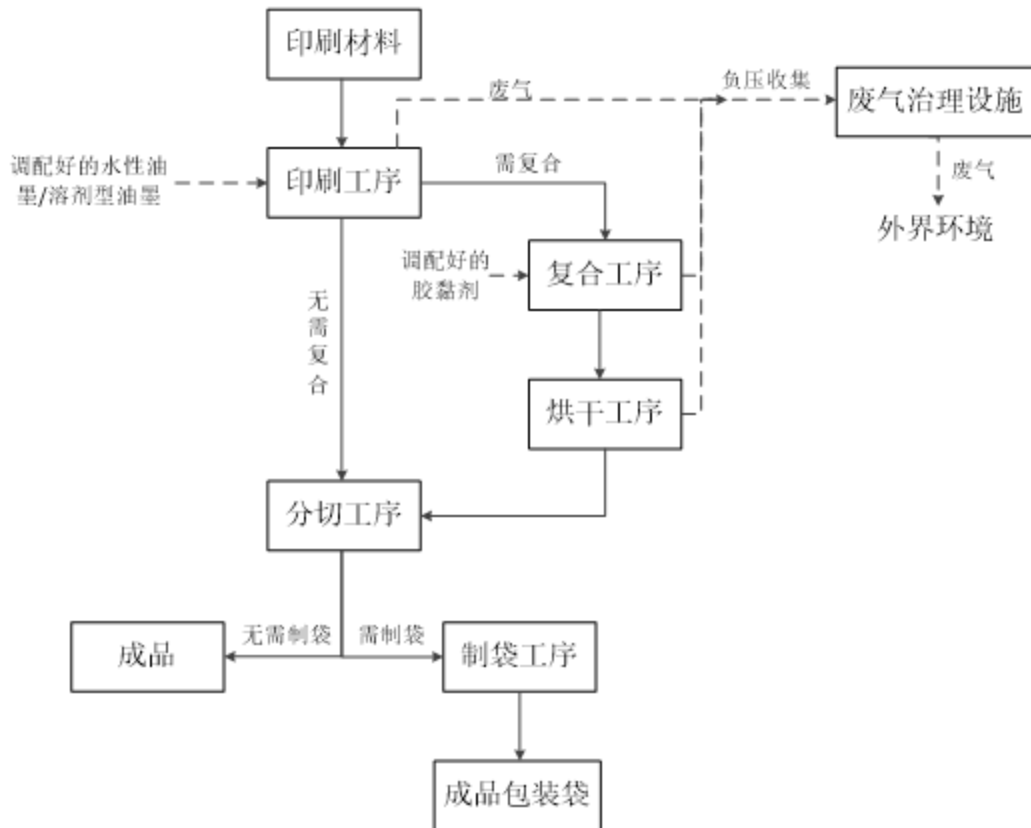 印刷材料
废气
负压收集
废气治理设施
调配好的水性油
墨/溶剂型油墨
印刷工序
需复合
废气
外界环境
调配好的
胶黏剂
复合工序
无
需
复
合
烘干工序
分切工序
成品
无需制袋
需制袋
制袋工序
成品包装袋